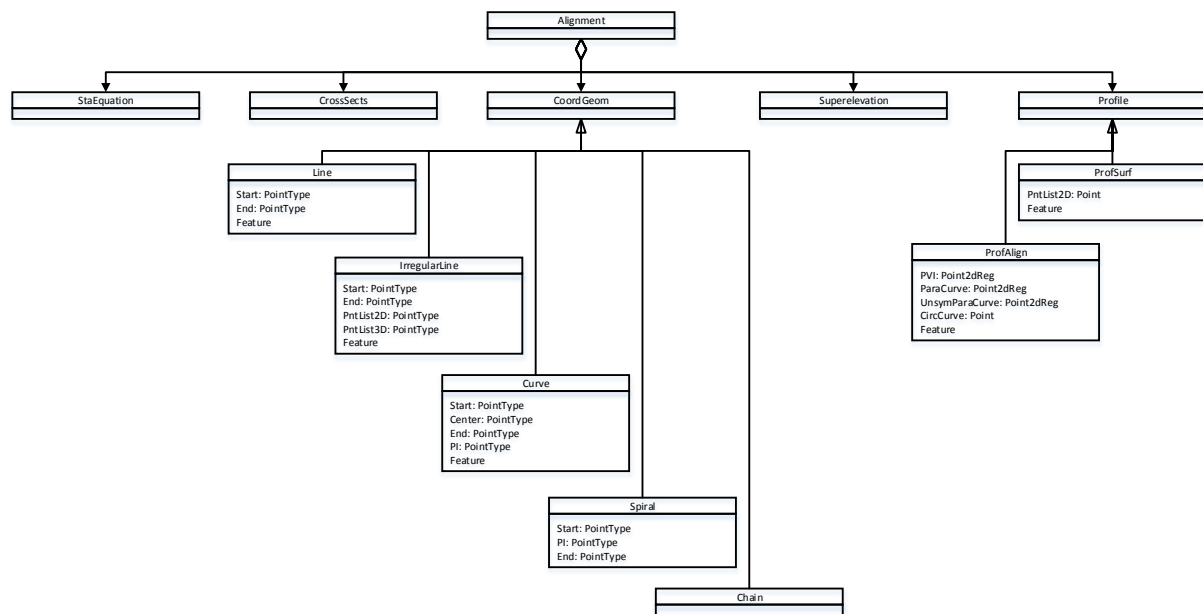 Alignment
StaEquation
CrossSects
CoordGeom
Superelevation
Profile
Line
Start: PointType
End: PointType
Feature
ProfSurf
PntList2D: Point
Feature
IrregularLine
Start: PointType
End: PointType
PntList2D: PointType
PntList3D: PointType
Feature
ProfAlign
PVI: Point2dReg
ParaCurve: Point2dReg
UnsymParaCurve: Point2dReg
CircCurve: Point
Feature
Curve
Start: PointType
Center: PointType
End: PointType
PI: PointType
Feature
Spiral
Start: PointType
PI: PointType
End: PointType
Chain